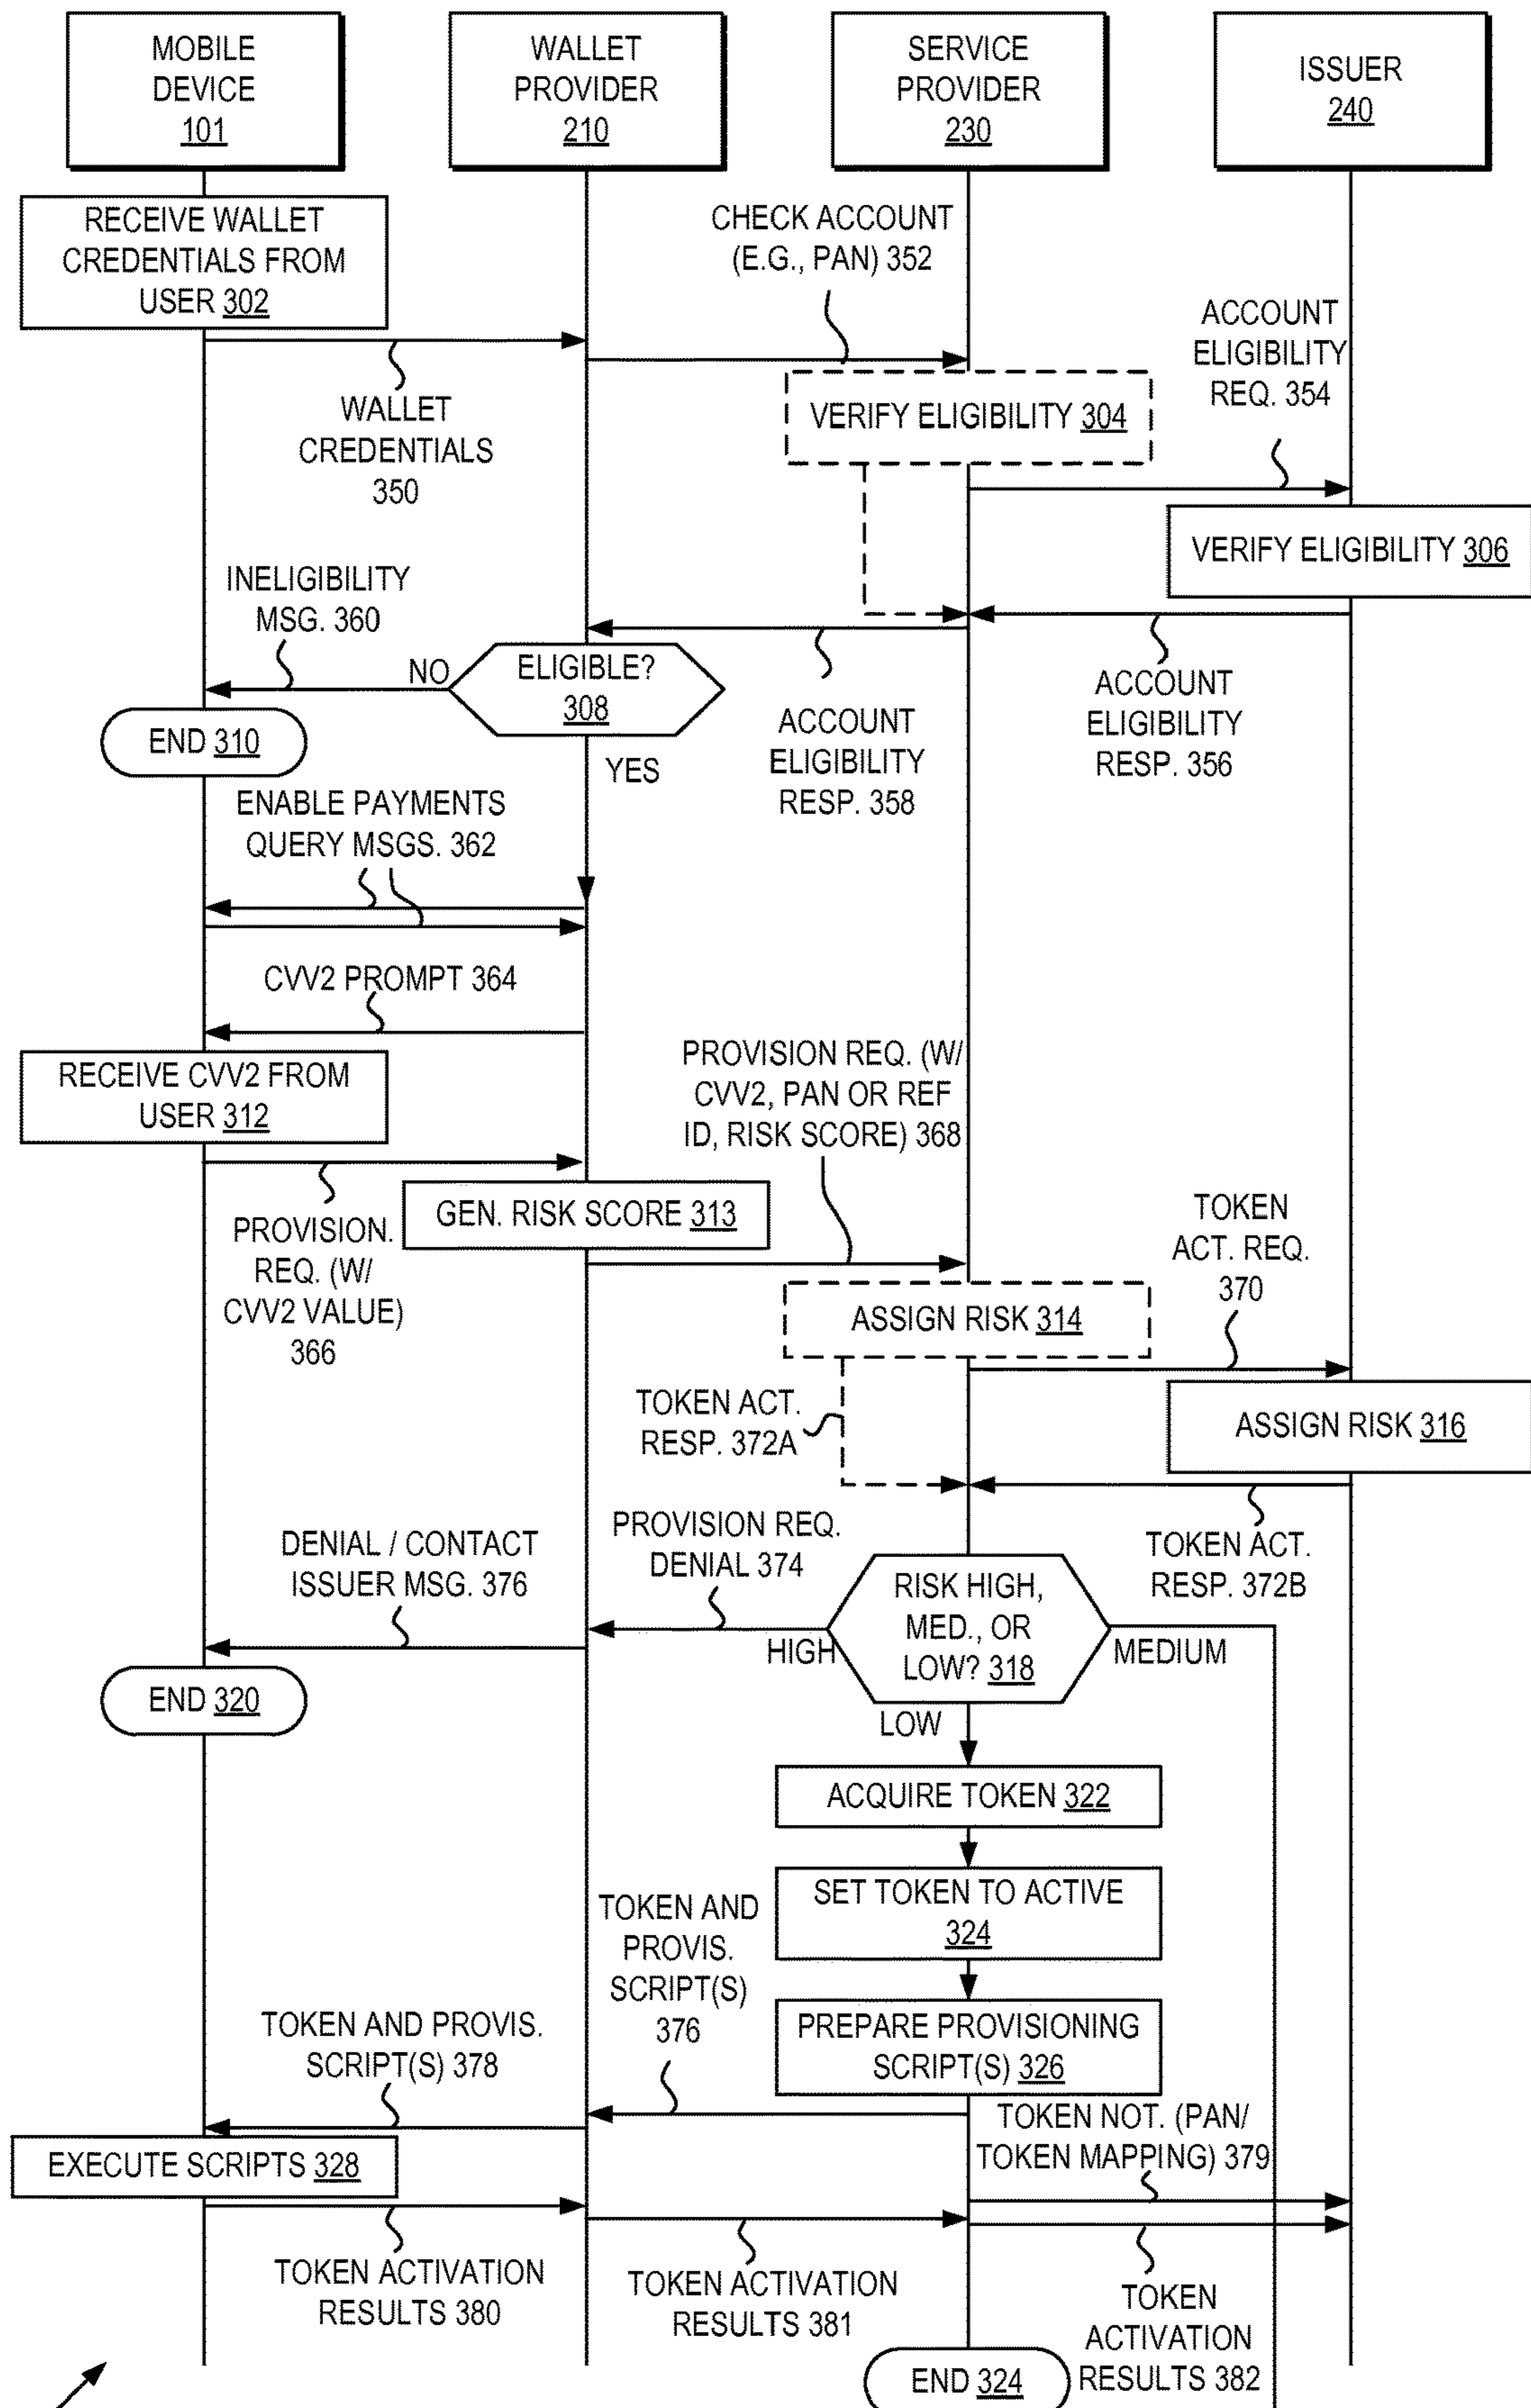 MOBILE
DEVICE
101
WALLET
PROVIDER
210
SERVICE
PROVIDER
230
ISSUER
240
RECEIVE WALLET
CREDENTIALS FROM
USER 302
CHECK ACCOUNT
(E.G., PAN) 352
ACCOUNT
ELIGIBILITY
REQ. 354
WALLET
CREDENTIALS
350
VERIFY ELIGIBILITY 304
VERIFY ELIGIBILITY 306
INELIGIBILITY
MSG. 360
NO
ELIGIBLE?
308
YES
END 310
ACCOUNT
ELIGIBILITY
RESP. 358
ACCOUNT
ELIGIBILITY
RESP. 356
ENABLE PAYMENTS
QUERY MSGS. 362
CVV2 PROMPT 364
RECEIVE CVV2 FROM
USER 312
PROVISION REQ. (W/
CVV2, PAN OR REF
ID, RISK SCORE) 368
PROVISION.
REQ. (W/
CVV2 VALUE)
366
GEN. RISK SCORE 313
TOKEN
ACT. REQ.
370
ASSIGN RISK 314
TOKEN ACT.
RESP. 372A
ASSIGN RISK 316
TOKEN ACT.
RESP. 372B
PROVISION REQ.
DENIAL 374
DENIAL / CONTACT
ISSUER MSG. 376
RISK HIGH,
MED., OR
LOW? 318
HIGH
MEDIUM
LOW
END 320
ACQUIRE TOKEN 322
SET TOKEN TO ACTIVE
324
PREPARE PROVISIONING
SCRIPT(S) 326
TOKEN AND
PROVIS.
SCRIPT(S)
376
TOKEN AND PROVIS.
SCRIPT(S) 378
TOKEN NOT. (PAN/
TOKEN MAPPING) 379
EXECUTE SCRIPTS 328
TOKEN ACTIVATION
RESULTS 380
TOKEN ACTIVATION
RESULTS 381
TOKEN
ACTIVATION
RESULTS 382
END 324